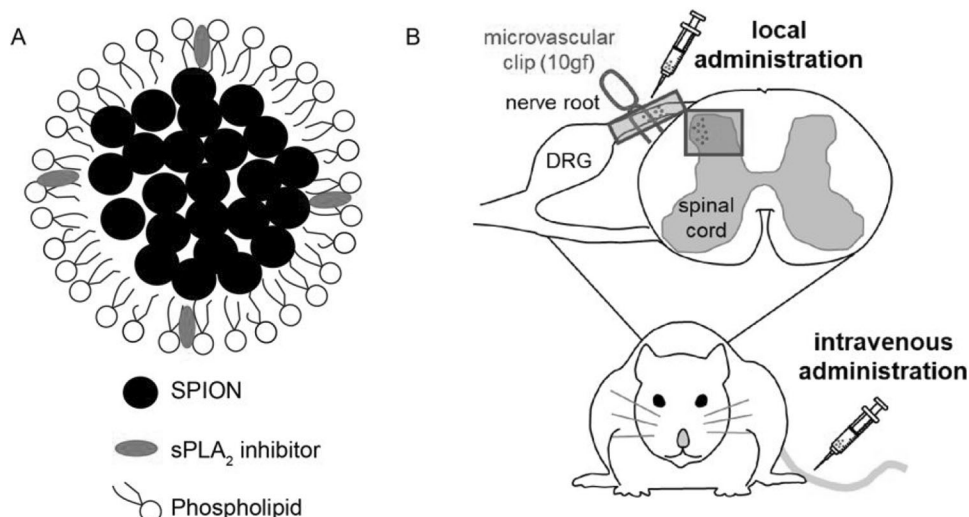 A
SPION
sPLA₂ inhibitor
Phospholipid
B
microvascular
clip (10gf)
nerve root
local
administration
DRG
spinal
cord
intravenous
administration